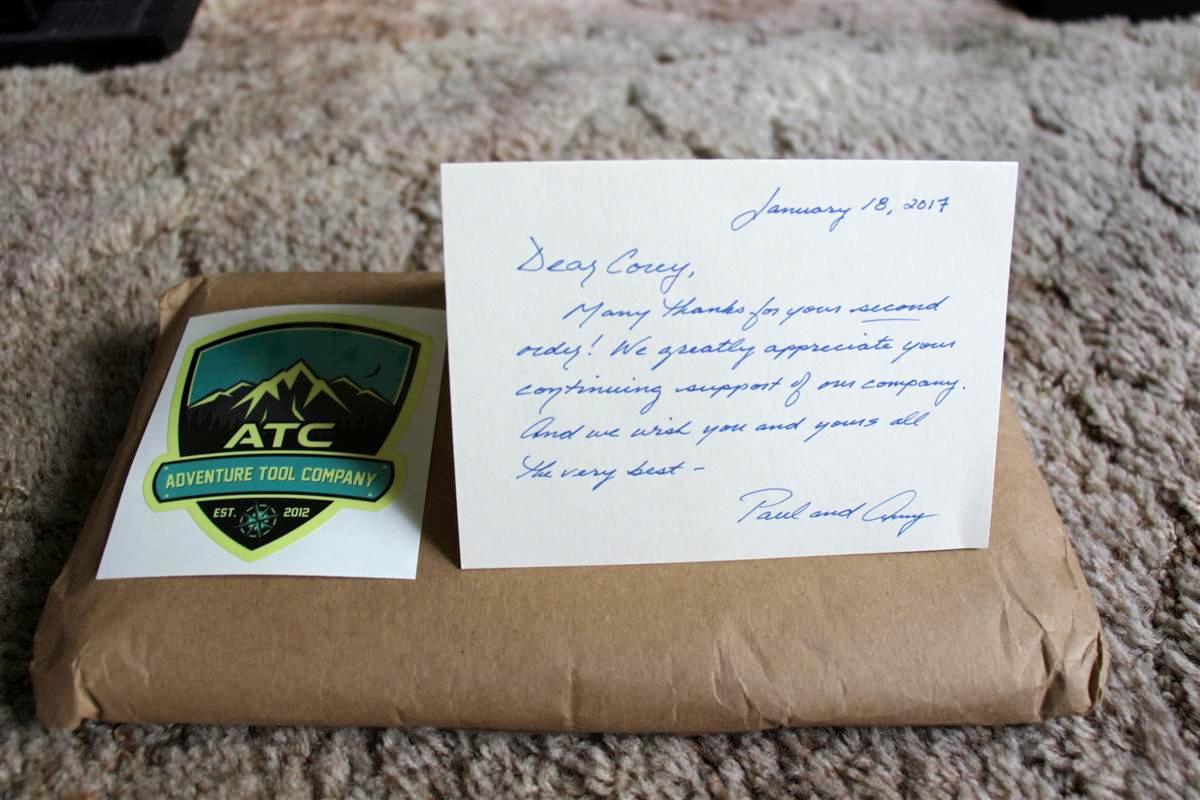 ATC
ADVENTURE TOOL COMPANY
EST. 2012
January 18, 2017
Dear Corey,
Many thanks for your second
order! We greatly appreciate your
continuing support of our company.
And we wish you and yours all
the very best –
Paul and Amy